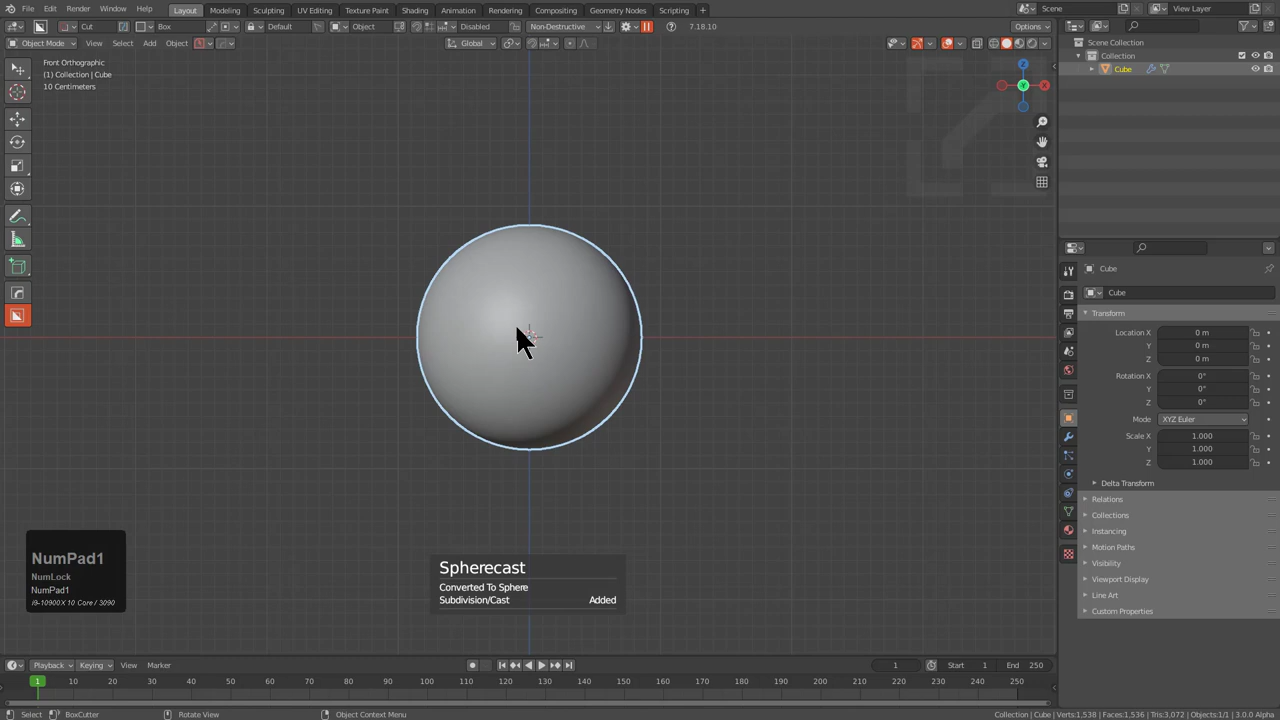 File Edit Render Window Help Layout Modeling Sculpting UV Editing Texture Paint Shading Animation Rendering Compositing Geometry Nodes Scripting + Scene View Layer
Cut Box Default Object Disabled Non-Destructive 7.18.10 Options
Object Mode View Select Add Object Global
Front Orthographic
(1) Collection | Cube
10 Centimeters
Z
Y
X
Scene Collection
Collection
Cube
Cube
Cube
Transform
Location X 0 m
Y 0 m
Z 0 m
Rotation X 0°
Y 0°
Z 0°
Mode XYZ Euler
Scale X 1.000
Y 1.000
Z 1.000
Delta Transform
Relations
Collections
Instancing
Motion Paths
Visibility
Viewport Display
Line Art
Custom Properties
NumPad1
NumLock
NumPad1
i9-10900X 10 Core / 3090
Spherecast
Converted To Sphere
Subdivision/Cast Added
Playback Keying View Marker 1 Start 1 End 250
1 10 20 30 40 50 60 70 80 90 100 110 120 130 140 150 160 170 180 190 200 210 220 230 240 250
Select BoxCutter Rotate View Object Context Menu Collection | Cube | Verts:1,538 | Faces:1,536 | Tris:3,072 | Objects:1/1 | 3.0.0 Alpha